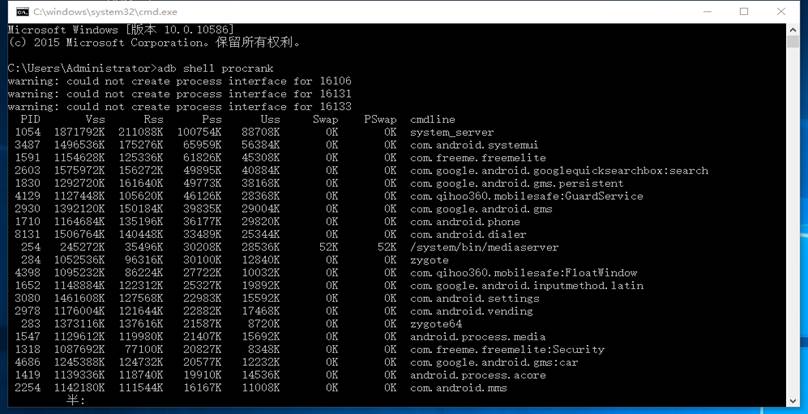 C:\windows\system32\cmd.exe
Microsoft Windows [版本 10.0.10586]
(c) 2015 Microsoft Corporation。保留所有权利。
C:\Users\Administrator>adb shell procrank
warning: could not create process interface for 16106
warning: could not create process interface for 16131
warning: could not create process interface for 16133
PID Vss Rss Pss Uss Swap PSwap cmdline
1054 1871792K 211088K 100754K 88708K 0K 0K system_server
3487 1496536K 175276K 65959K 56384K 0K 0K com.android.systemui
1591 1154628K 125336K 61826K 45308K 0K 0K com.freeme.freemelite
2603 1575972K 156272K 49895K 40884K 0K 0K com.google.android.googlequicksearchbox:search
1830 1292720K 161640K 49773K 38168K 0K 0K com.google.android.gms.persistent
4129 1127448K 105620K 46126K 28368K 0K 0K com.qihoo360.mobilesafe:GuardService
2930 1392120K 150184K 39835K 29004K 0K 0K com.google.android.gms
1710 1164684K 135196K 36177K 29820K 0K 0K com.android.phone
8131 1506764K 140448K 33489K 25344K 0K 0K com.android.dialer
254 245272K 35496K 30208K 28536K 52K 52K /system/bin/mediaserver
284 1052536K 96316K 30100K 12840K 0K 0K zygote
4398 1095232K 86224K 27722K 10032K 0K 0K com.qihoo360.mobilesafe:FloatWindow
1652 1148884K 122312K 25327K 19892K 0K 0K com.google.android.inputmethod.latin
3080 1461608K 127568K 22983K 15592K 0K 0K com.android.settings
2978 1176004K 121644K 22882K 17468K 0K 0K com.android.vending
283 1373116K 137616K 21587K 8720K 0K 0K zygote64
1547 1129612K 119980K 21407K 15692K 0K 0K android.process.media
1318 1087692K 77100K 20827K 8348K 0K 0K com.freeme.freemelite:Security
4686 1245388K 124732K 20577K 12232K 0K 0K com.google.android.gms:car
1419 1139336K 118740K 19910K 14536K 0K 0K android.process.acore
2254 1142180K 111544K 16167K 11008K 0K 0K com.android.mms
半: